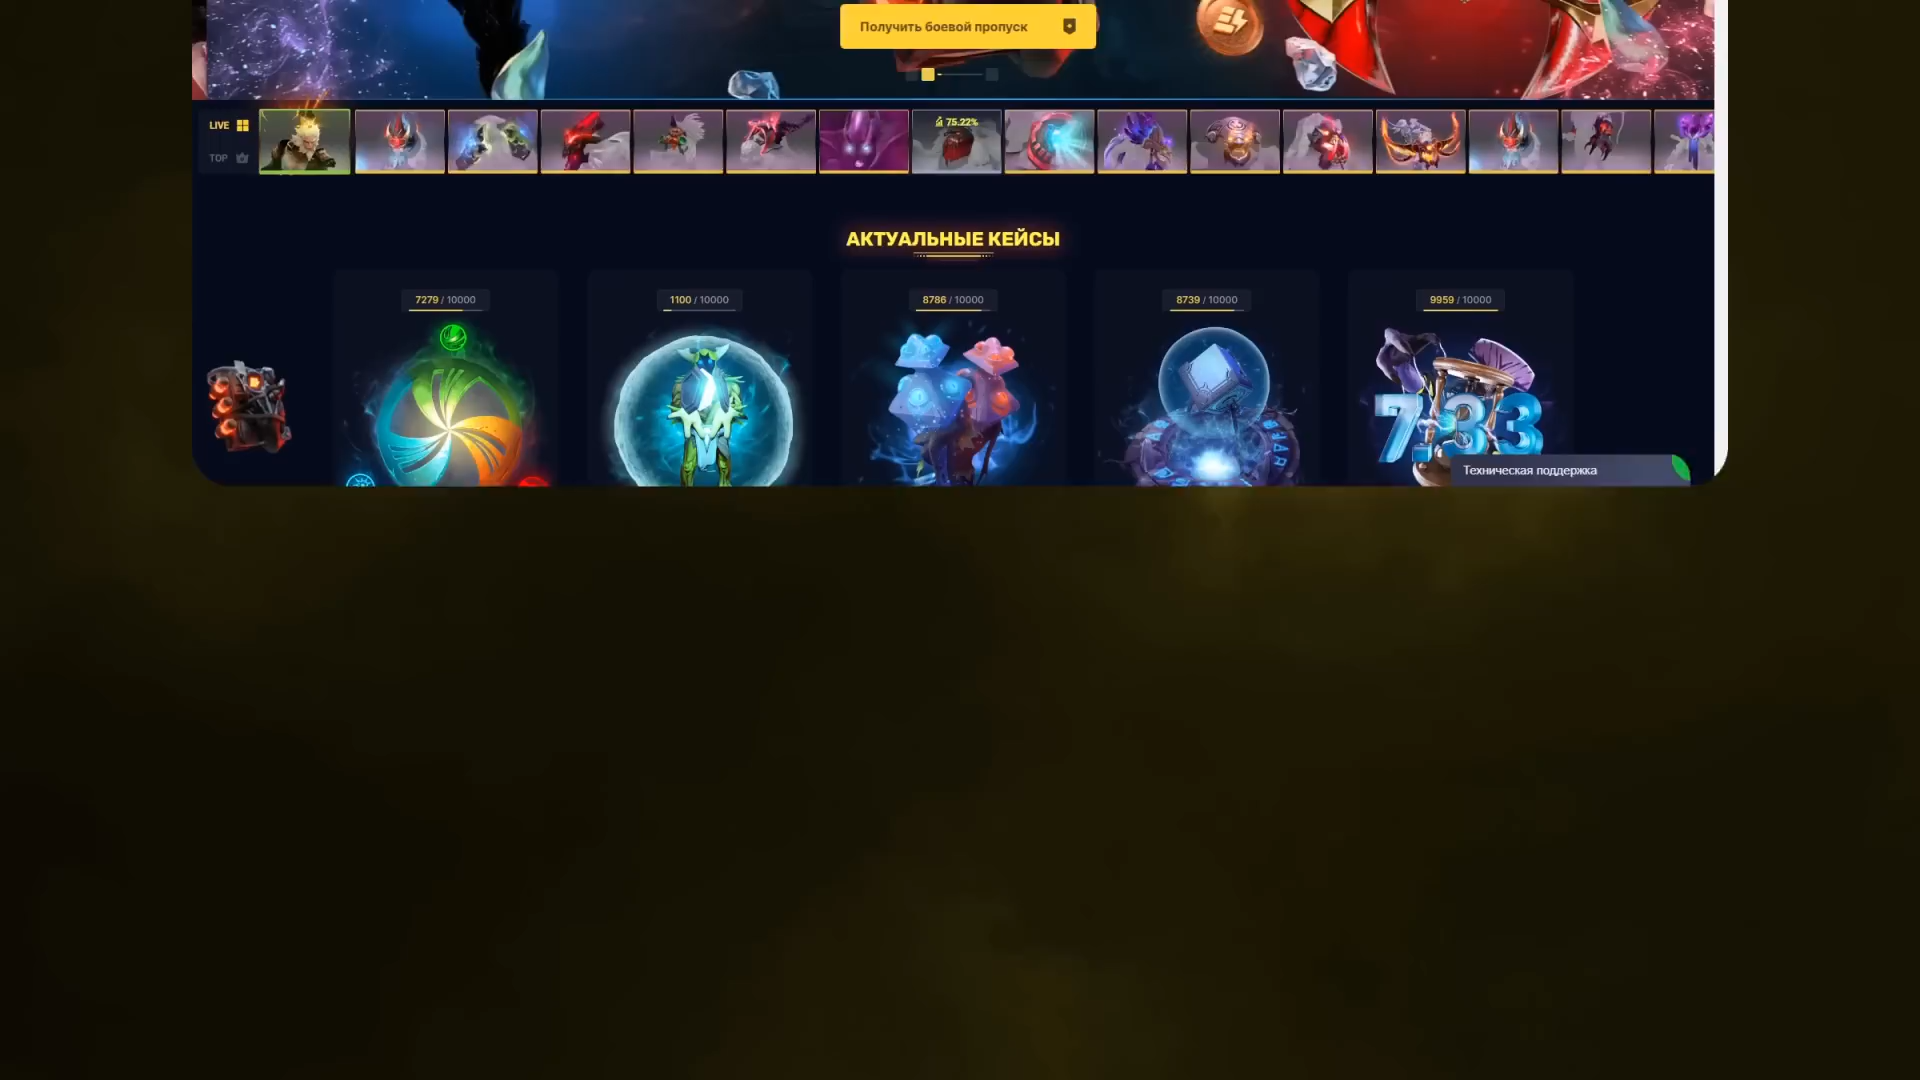 Получить боевой пропуск
LIVE
TOP
75.22%
АКТУАЛЬНЫЕ КЕЙСЫ
7279 / 10000
1100 / 10000
8786 / 10000
8739 / 10000
9959 / 10000
7.33
Техническая поддержка